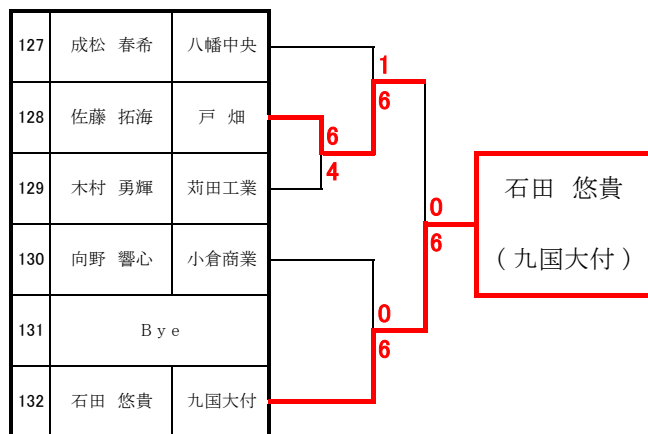 127 成松 春希 八幡中央
128 佐藤 拓海 戸 畑
129 木村 勇輝 苅田工業
130 向野 響心 小倉商業
131 Bye
132 石田 悠貴 九国大付
1
6
6
4
0
6
0
6
石田 悠貴
(九国大付)